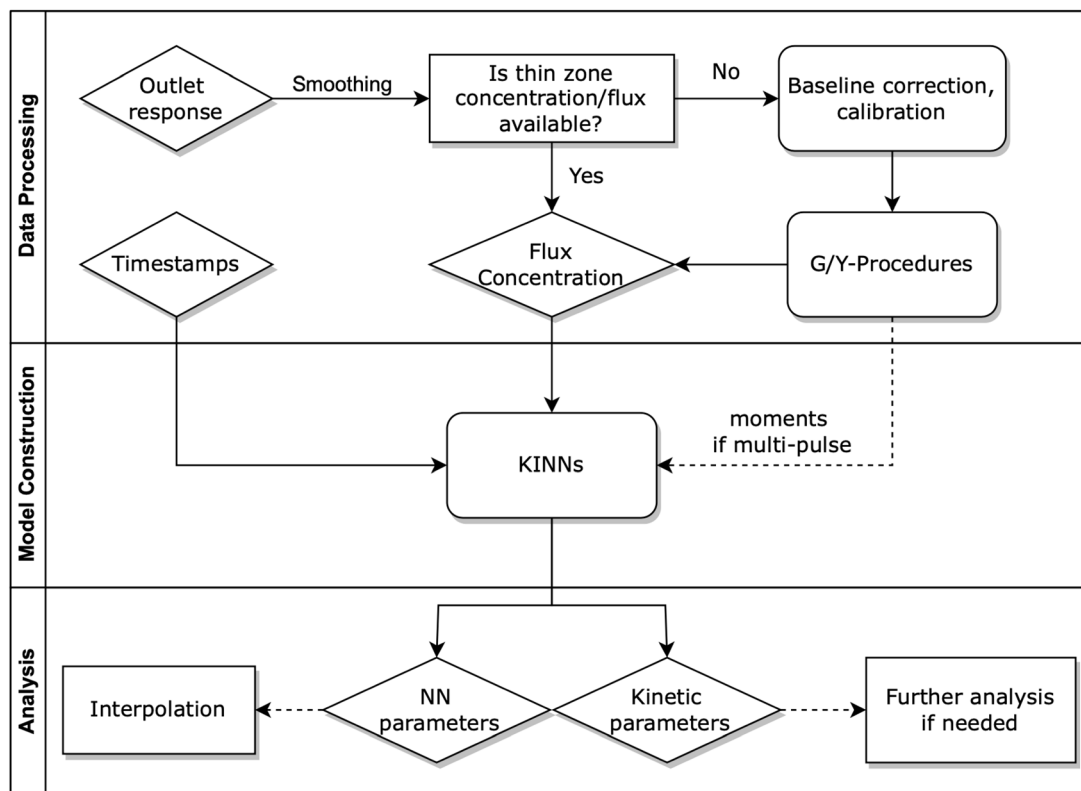 Data Processing
Outlet
response
Smoothing
Is thin zone
concentration/flux
available?
No
Baseline correction,
calibration
Yes
Timestamps
Flux
Concentration
G/Y-Procedures
Model Construction
KINNs
moments
if multi-pulse
Analysis
Interpolation
NN
parameters
Kinetic
parameters
Further analysis
if needed